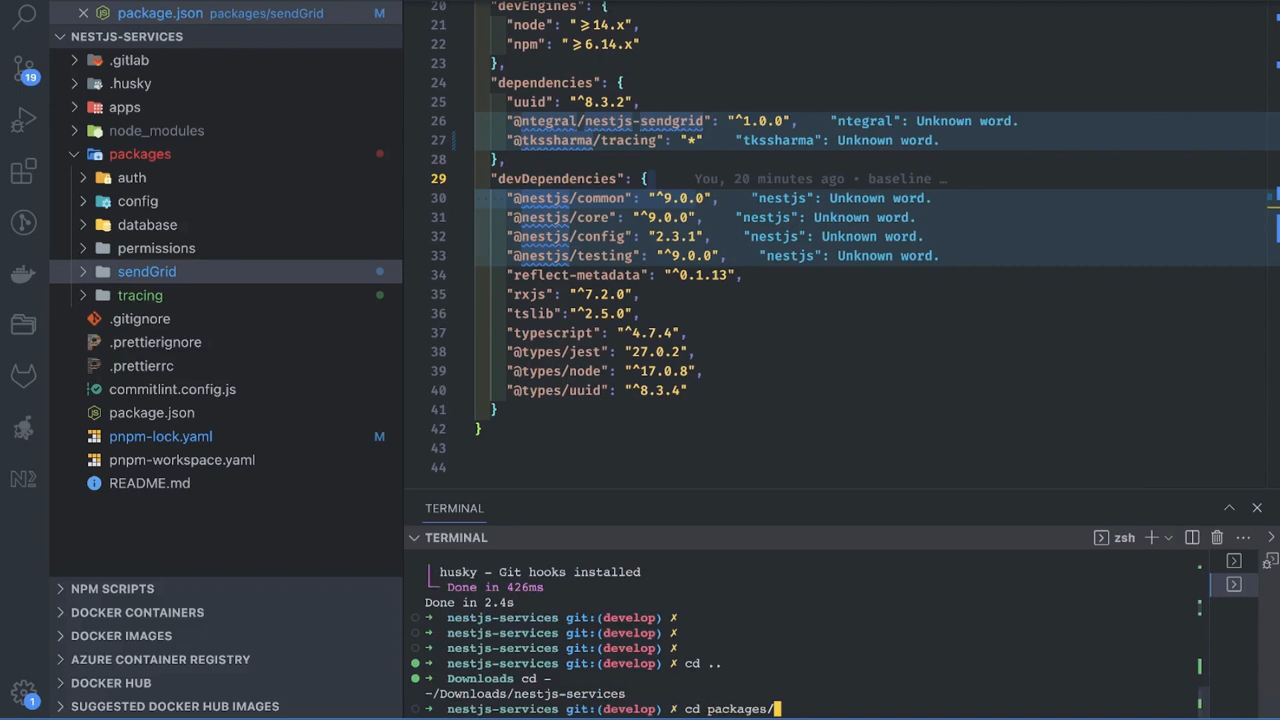 package.json packages/sendGrid M
NESTJS-SERVICES
.gitlab
.husky
apps
node_modules
packages
auth
config
database
permissions
sendGrid
tracing
.gitignore
.prettierignore
.prettierrc
commitlint.config.js
package.json
pnpm-lock.yaml M
pnpm-workspace.yaml
README.md
NPM SCRIPTS
DOCKER CONTAINERS
DOCKER IMAGES
AZURE CONTAINER REGISTRY
DOCKER HUB
SUGGESTED DOCKER HUB IMAGES
19
1
20 "devEngines": {
21 "node": ">=14.x",
22 "npm": ">=6.14.x"
23 },
24 "dependencies": {
25 "uuid": "^8.3.2",
26 "@ntegral/nestjs-sendgrid": "^1.0.0", "ntegral": Unknown word.
27 "@tkssharma/tracing": "*" "tkssharma": Unknown word.
28 },
29 "devDependencies": { You, 20 minutes ago • baseline …
30 "@nestjs/common": "^9.0.0", "nestjs": Unknown word.
31 "@nestjs/core": "^9.0.0", "nestjs": Unknown word.
32 "@nestjs/config": "2.3.1", "nestjs": Unknown word.
33 "@nestjs/testing": "^9.0.0", "nestjs": Unknown word.
34 "reflect-metadata": "^0.1.13",
35 "rxjs": "^7.2.0",
36 "tslib":"^2.5.0",
37 "typescript": "^4.7.4",
38 "@types/jest": "27.0.2",
39 "@types/node": "^17.0.8",
40 "@types/uuid": "^8.3.4"
41 }
42 }
43
44
TERMINAL
TERMINAL zsh
husky - Git hooks installed
Done in 426ms
Done in 2.4s
➜ nestjs-services git:(develop) ✗
➜ nestjs-services git:(develop) ✗
➜ nestjs-services git:(develop) ✗
➜ nestjs-services git:(develop) ✗ cd ..
➜ Downloads cd -
~/Downloads/nestjs-services
➜ nestjs-services git:(develop) ✗ cd packages/